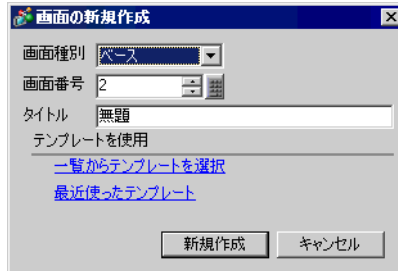 画面の新規作成
画面種別 ベース
画面番号 2
タイトル 無題
テンプレートを使用
一覧からテンプレートを選択
最近使ったテンプレート
新規作成 キャンセル